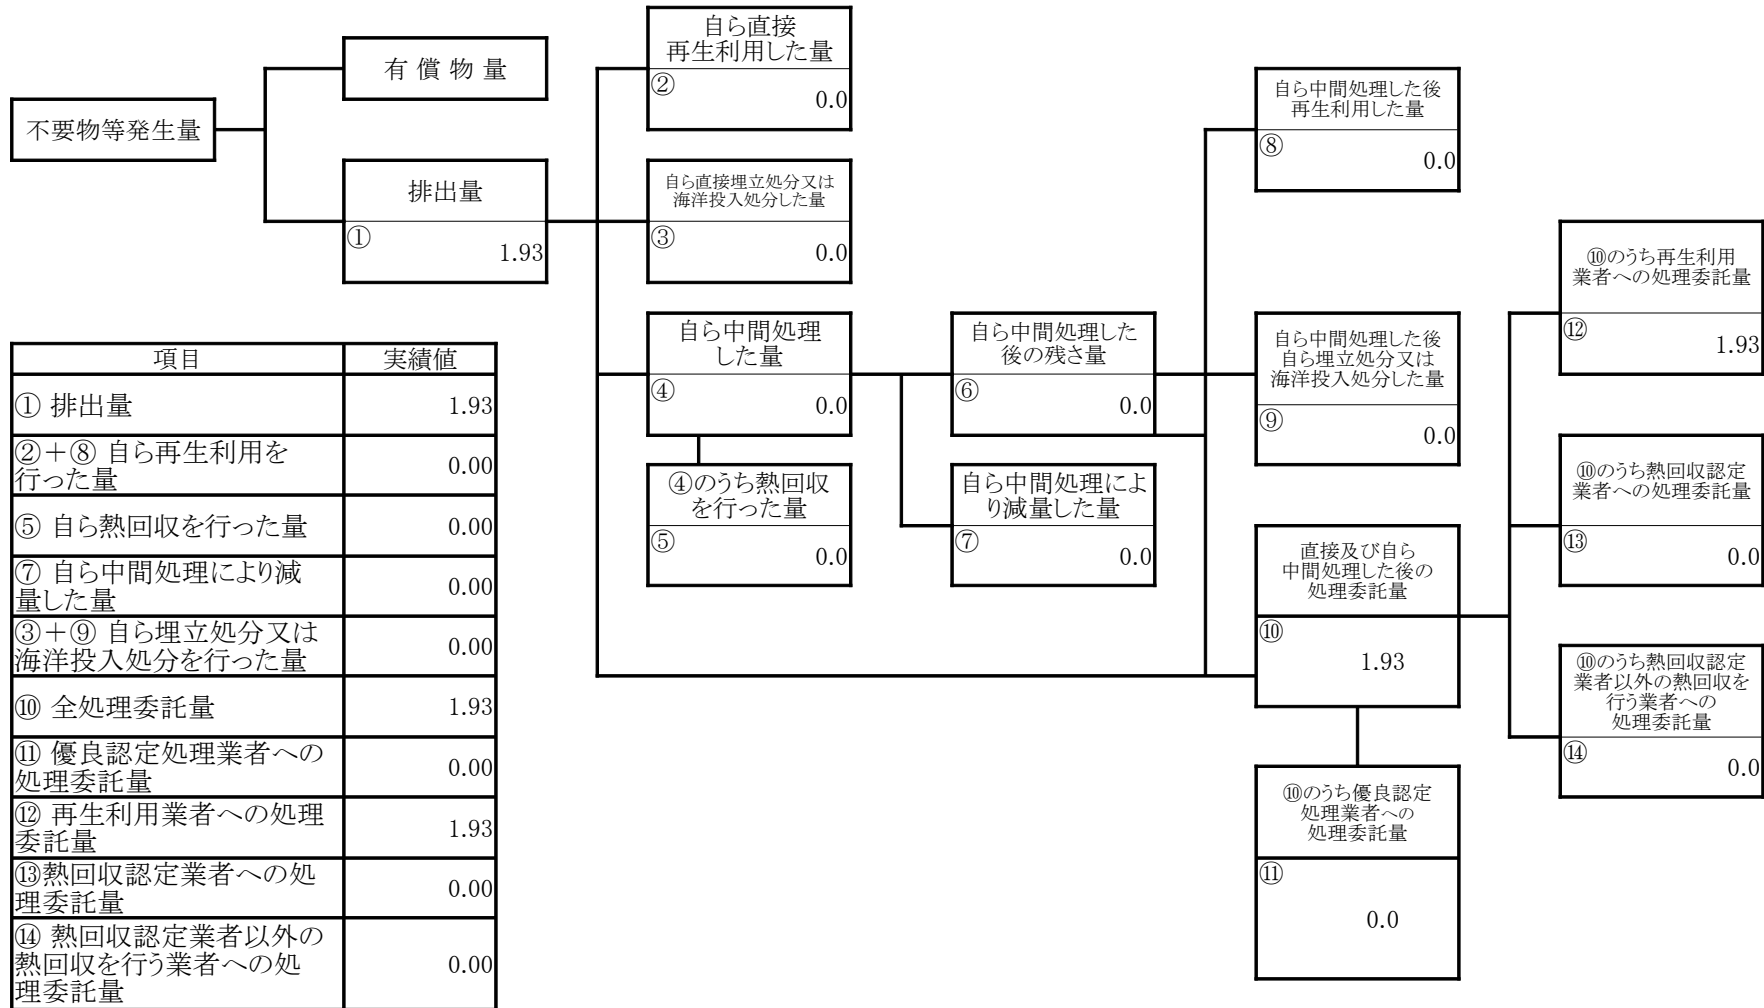 不要物等発生量
有 償 物 量
排出量
①
1.93
自ら直接
再生利用した量
②
0.0
自ら直接埋立処分又は
海洋投入処分した量
③
0.0
自ら中間処理
した量
④
0.0
④のうち熱回収
を行った量
⑤
0.0
自ら中間処理した
後の残さ量
⑥
0.0
自ら中間処理によ
り減量した量
⑦
0.0
自ら中間処理した後
再生利用した量
⑧
0.0
自ら中間処理した後
自ら埋立処分又は
海洋投入処分した量
⑨
0.0
直接及び自ら
中間処理した後の
処理委託量
⑩
1.93
⑩のうち優良認定
処理業者への
処理委託量
⑪
0.0
⑩のうち再生利用
業者への処理委託量
⑫
1.93
⑩のうち熱回収認定
業者への処理委託量
⑬
0.0
⑩のうち熱回収認定
業者以外の熱回収を
行う業者への
処理委託量
⑭
0.0
項目 実績値
① 排出量 1.93
②＋⑧ 自ら再生利用を
行った量 0.00
⑤ 自ら熱回収を行った量 0.00
⑦ 自ら中間処理により減
量した量 0.00
③＋⑨ 自ら埋立処分又は
海洋投入処分を行った量 0.00
⑩ 全処理委託量 1.93
⑪ 優良認定処理業者への
処理委託量 0.00
⑫ 再生利用業者への処理
委託量 1.93
⑬熱回収認定業者への処
理委託量 0.00
⑭ 熱回収認定業者以外の
熱回収を行う業者への処
理委託量 0.00